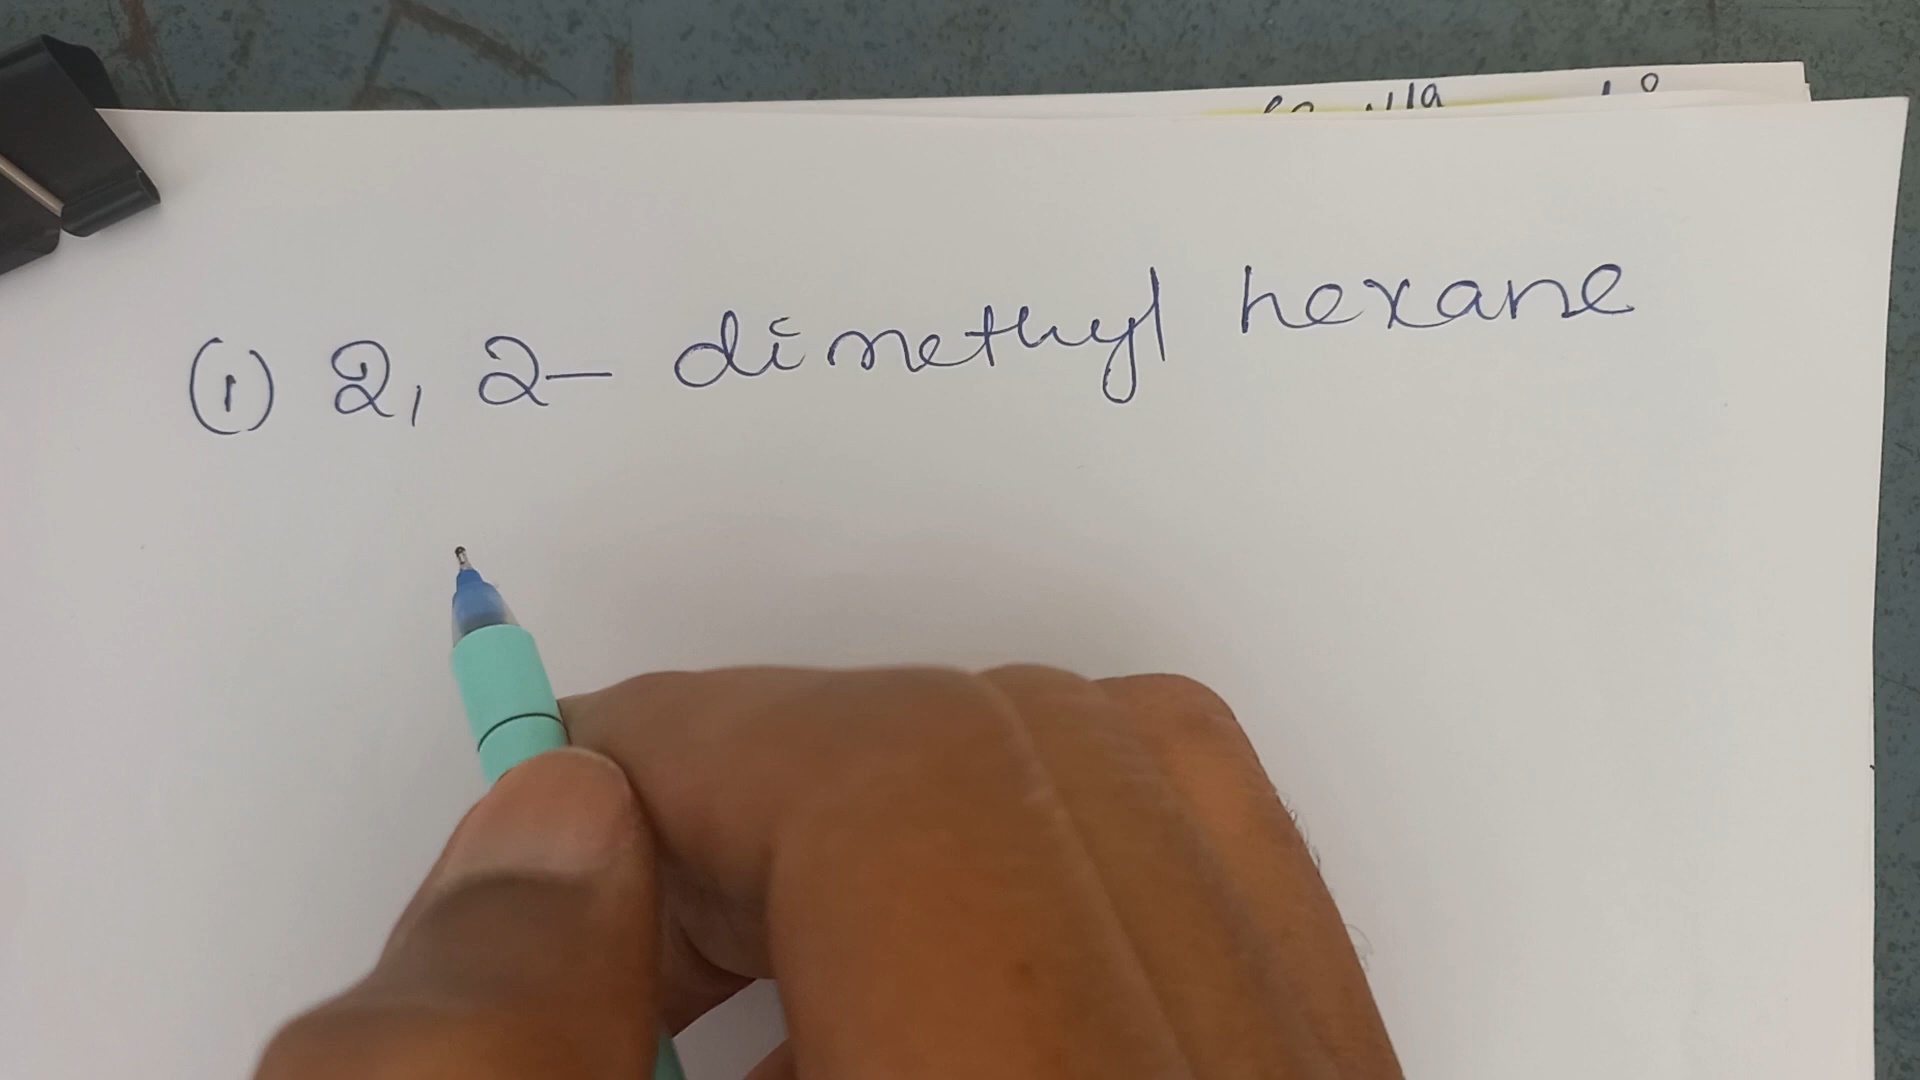 (1) 2, 2- dimethyl hexane